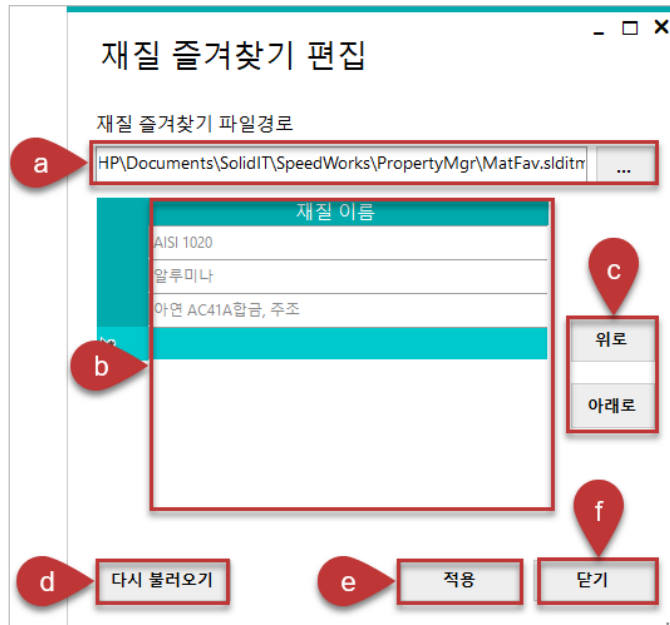 재질 즐겨찾기 편집
재질 즐겨찾기 파일경로
a
HP\Documents\SolidIT\SpeedWorks\PropertyMgr\MatFav.slditm
...
재질 이름
AISI 1020
알루미나
아연 AC41A합금, 주조
b
c
위로
아래로
d
다시 불러오기
e
적용
f
닫기